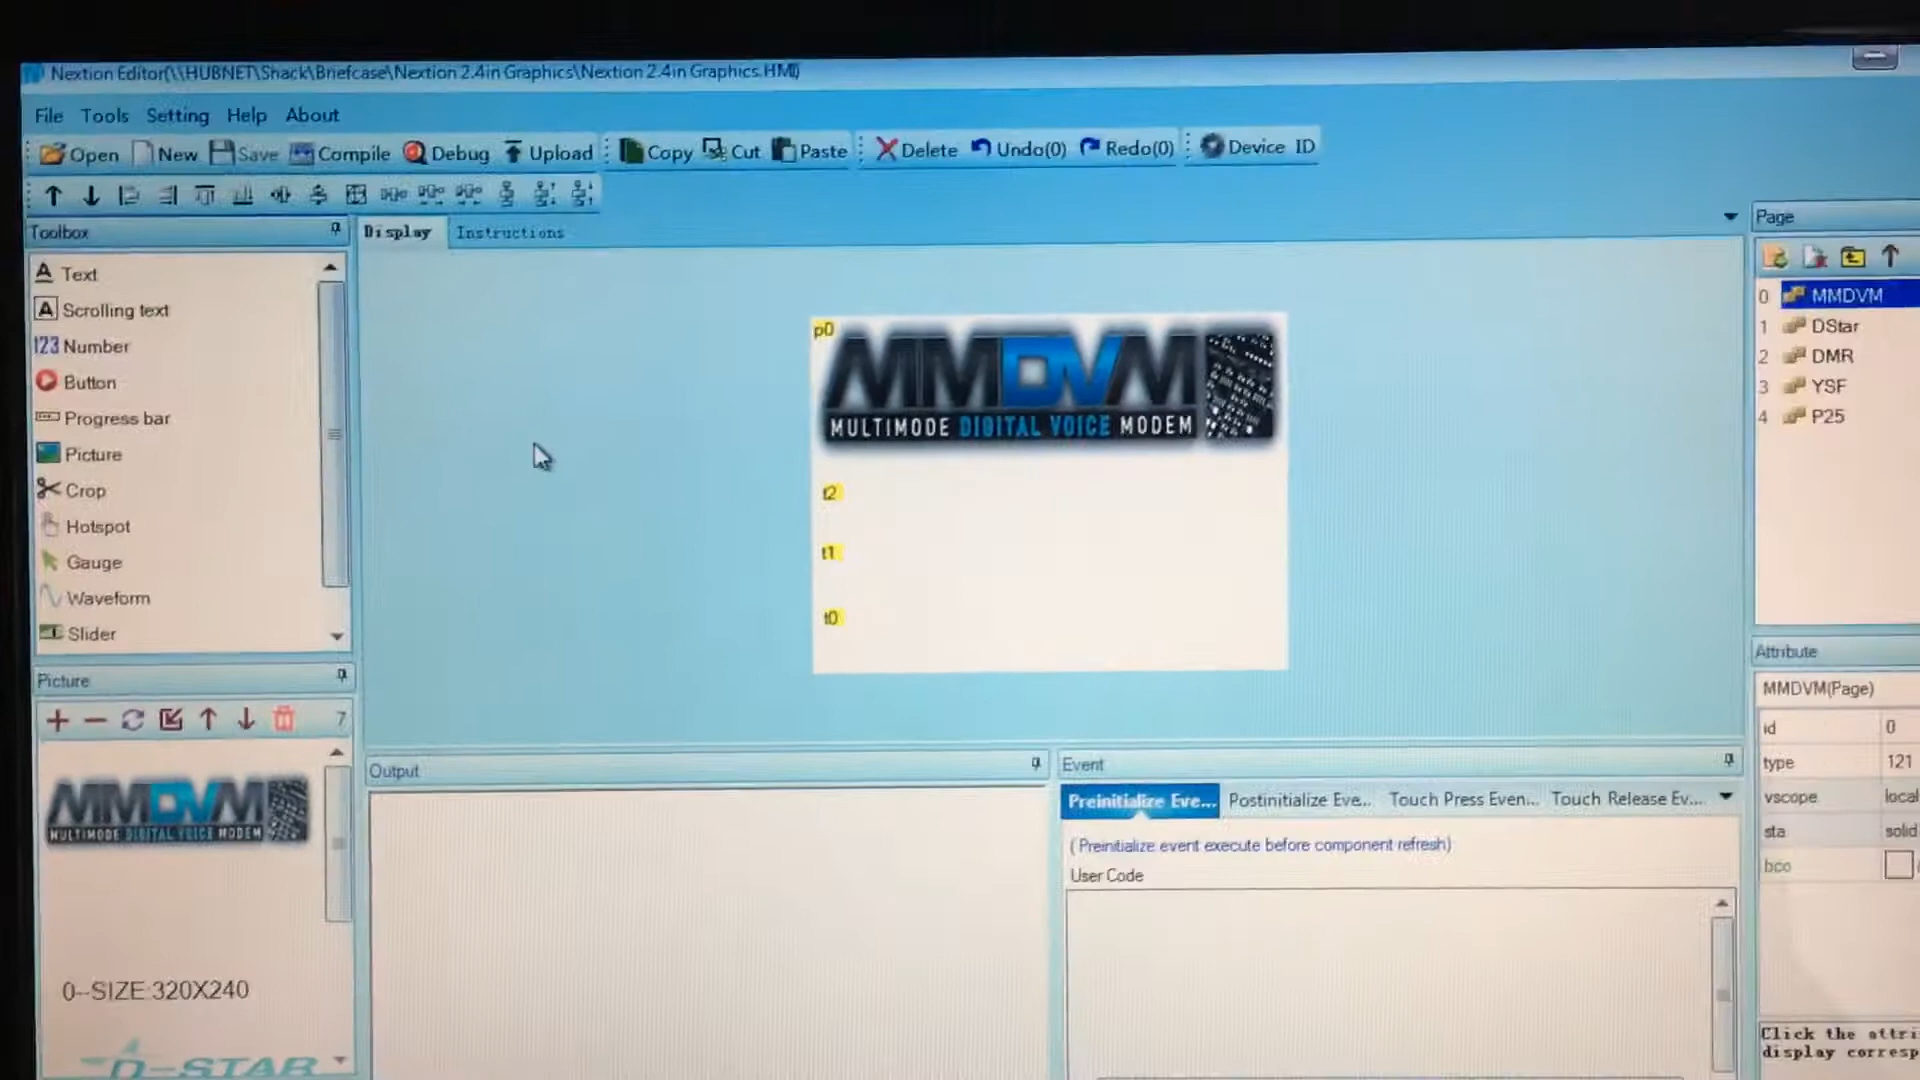 Nextion Editor(\\HUBNET\Shack\Briefcase\Nextion 2.4in Graphics\Nextion 2.4in Graphics.HMI)
File Tools Setting Help About
Open New Save Compile Debug Upload Copy Cut Paste Delete Undo(0) Redo(0) Device ID
Toolbox
Display Instructions
Text
Scrolling text
123 Number
Button
Progress bar
Picture
Crop
Hotspot
Gauge
Waveform
Slider
p0
MMDVM
MULTIMODE DIGITAL VOICE MODEM
t2
t1
t0
Page
0 MMDVM
1 DStar
2 DMR
3 YSF
4 P25
Picture
7
MMDVM
MULTIMODE DIGITAL VOICE MODEM
0--SIZE:320X240
D-STAR
Output
Event
Preinitialize Eve... Postinitialize Eve... Touch Press Even... Touch Release Ev...
(Preinitialize event execute before component refresh)
User Code
Attribute
MMDVM(Page)
id 0
type 121
vscope local
sta solid
bco
Click the attri
display corresp